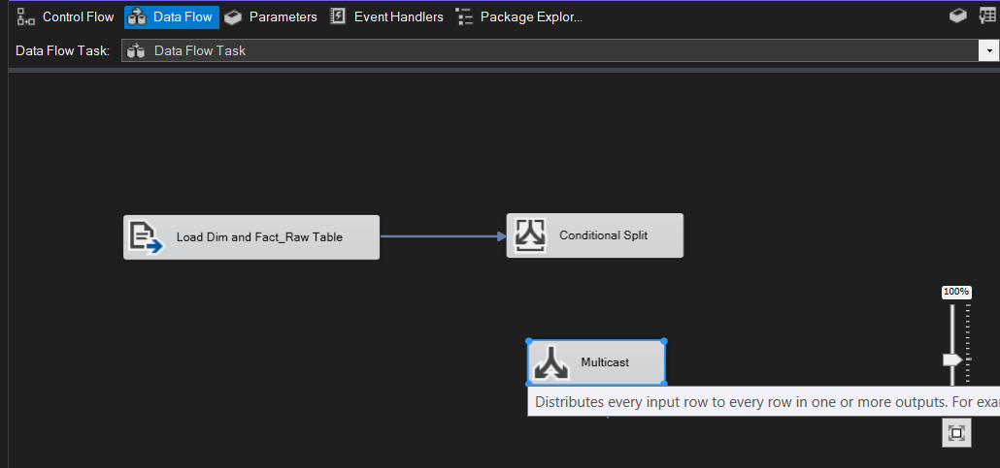 Control Flow Data Flow Parameters Event Handlers Package Explor...
Data Flow Task: Data Flow Task
Load Dim and Fact_Raw Table
Conditional Split
100%
Multicast
Distributes every input row to every row in one or more outputs. For exa